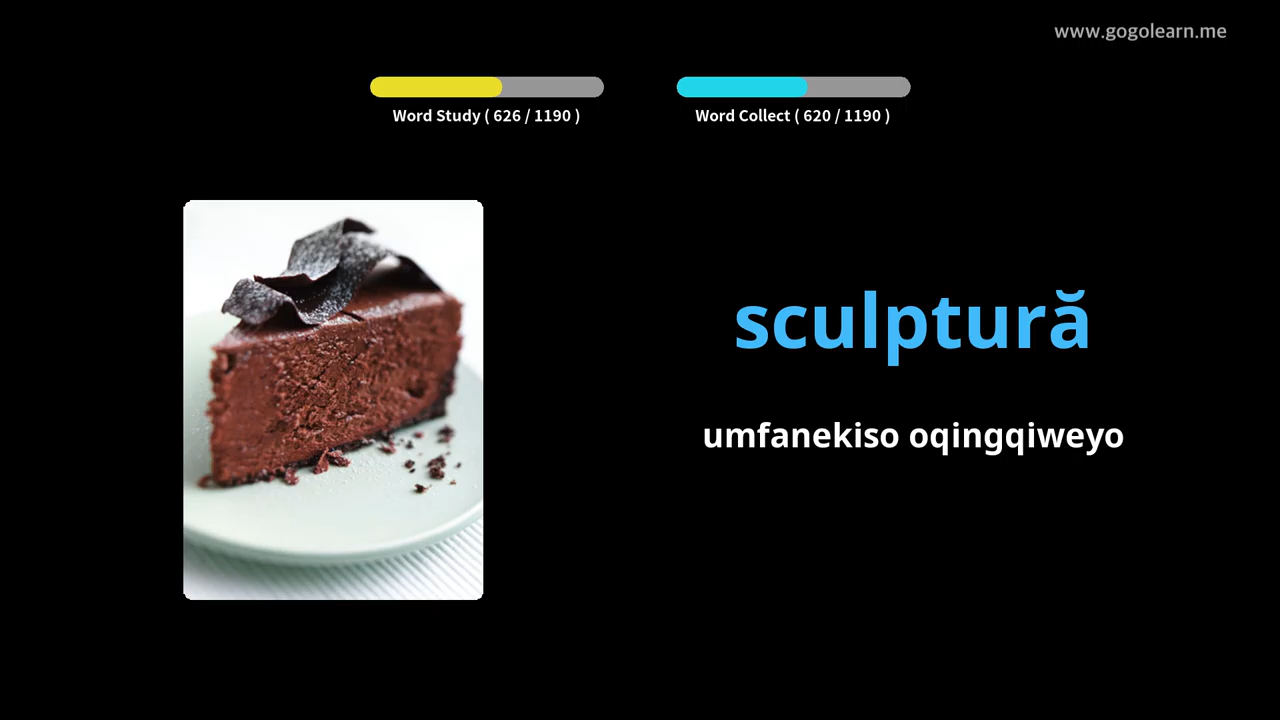 www.gogolearn.me
Word Study ( 626 / 1190 )
Word Collect ( 620 / 1190 )
sculptură
umfanekiso oqingqiweyo